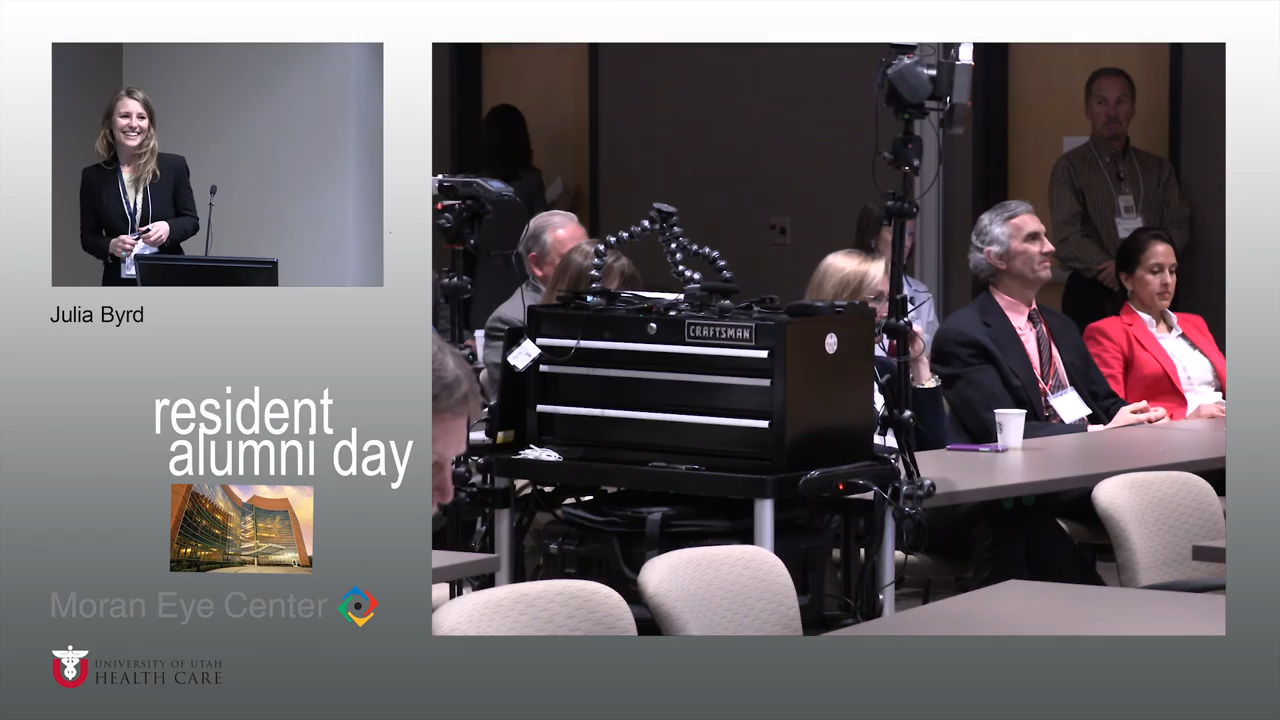 Julia Byrd
resident
alumni day
Moran Eye Center
UNIVERSITY OF UTAH
HEALTH CARE
CRAFTSMAN